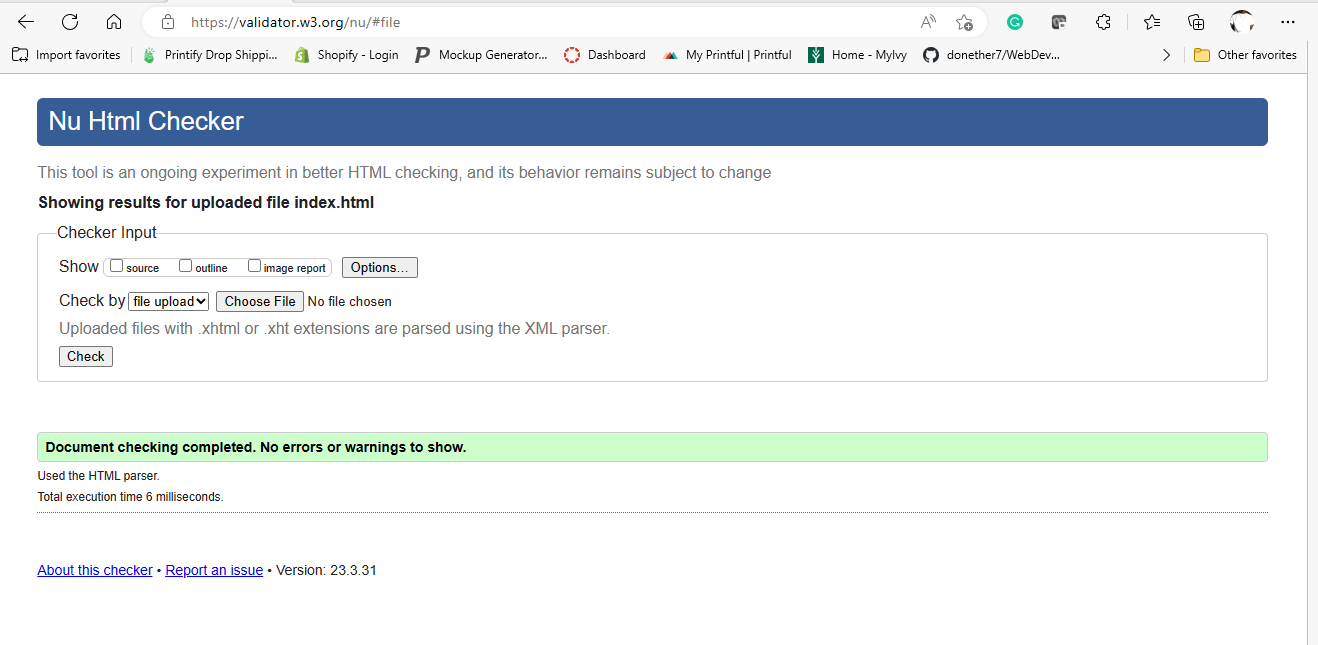 https://validator.w3.org/nu/#file
Import favorites Printify Drop Shippi... Shopify - Login Mockup Generator... Dashboard My Printful | Printful Home - MyIvy donether7/WebDev... Other favorites
Nu Html Checker
This tool is an ongoing experiment in better HTML checking, and its behavior remains subject to change
Showing results for uploaded file index.html
Checker Input
Show source outline image report Options...
Check by file upload Choose File No file chosen
Uploaded files with .xhtml or .xht extensions are parsed using the XML parser.
Check
Document checking completed. No errors or warnings to show.
Used the HTML parser.
Total execution time 6 milliseconds.
About this checker • Report an issue • Version: 23.3.31